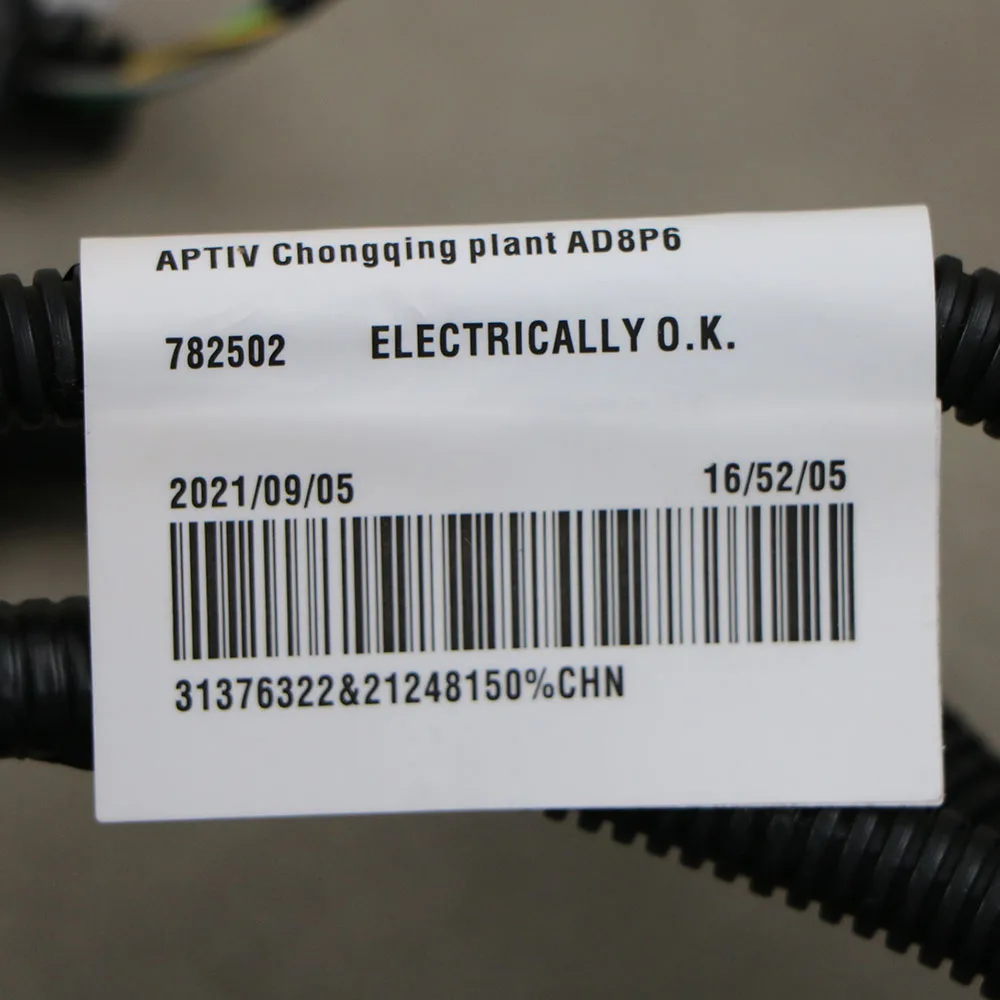 APTIV Chongqing plant AD8P6
782502 ELECTRICALLY O.K.
2021/09/05 16/52/05
31376322&21248150%CHN